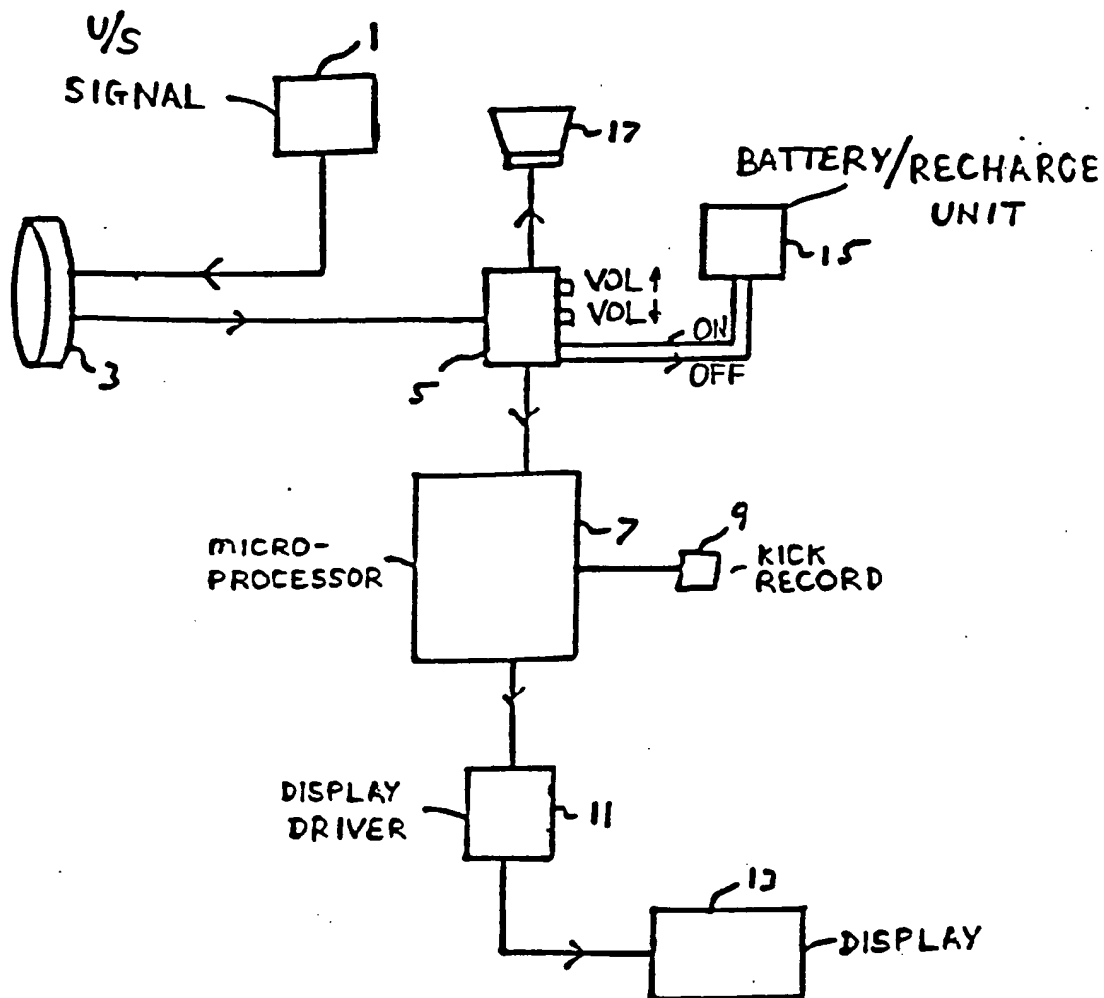 U/S
SIGNAL
1
17
BATTERY/RECHARGE
UNIT
15
3
5
VOL↑
VOL↓
ON
OFF
7
MICRO-
PROCESSOR
9
KICK
RECORD
DISPLAY
DRIVER
11
13
DISPLAY